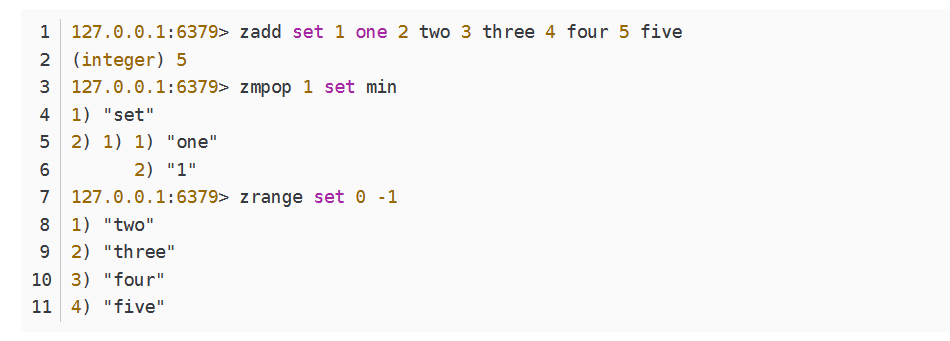 1 127.0.0.1:6379> zadd set 1 one 2 two 3 three 4 four 5 five
2 (integer) 5
3 127.0.0.1:6379> zmpop 1 set min
4 1) "set"
5 2) 1) 1) "one"
6       2) "1"
7 127.0.0.1:6379> zrange set 0 -1
8 1) "two"
9 2) "three"
10 3) "four"
11 4) "five"